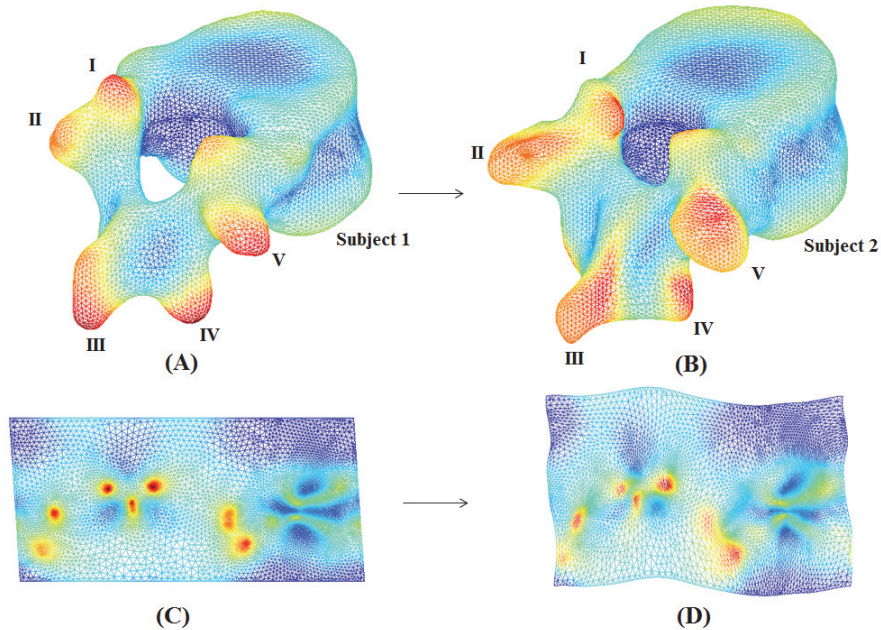 I
II
III
IV
V
Subject 1
(A)
I
II
III
IV
V
Subject 2
(B)
(C)
(D)